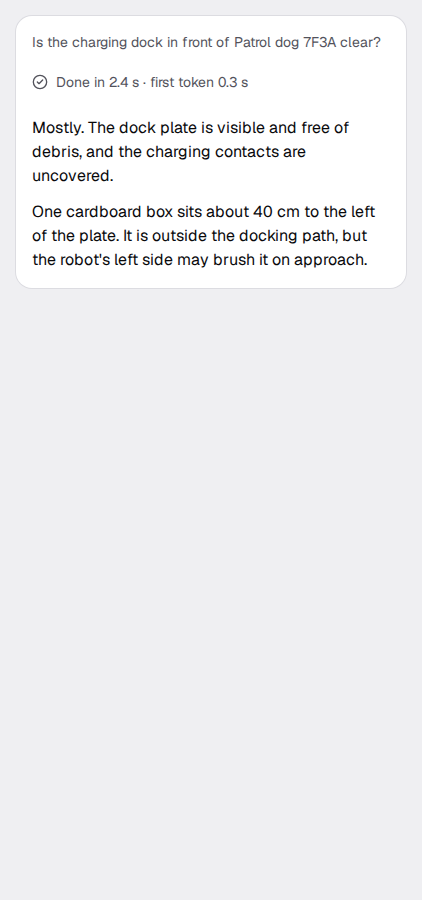 Is the charging dock in front of Patrol dog 7F3A clear?
Done in 2.4 s · first token 0.3 s
Mostly. The dock plate is visible and free of
debris, and the charging contacts are
uncovered.
One cardboard box sits about 40 cm to the left
of the plate. It is outside the docking path, but
the robot's left side may brush it on approach.